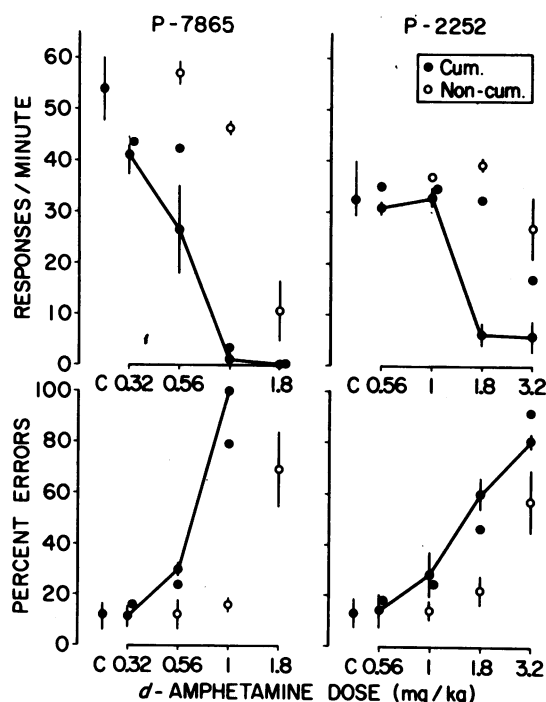 P-7865
P-2252
Cum.
Non-cum.
RESPONSES/MINUTE
60
50
40
30
20
10
0
C 0.32 0.56 1 1.8
C 0.56 1 1.8 3.2
PERCENT ERRORS
100
80
60
40
20
0
C 0.32 0.56 1 1.8
C 0.56 1 1.8 3.2
d-AMPHETAMINE DOSE (mg/kg)